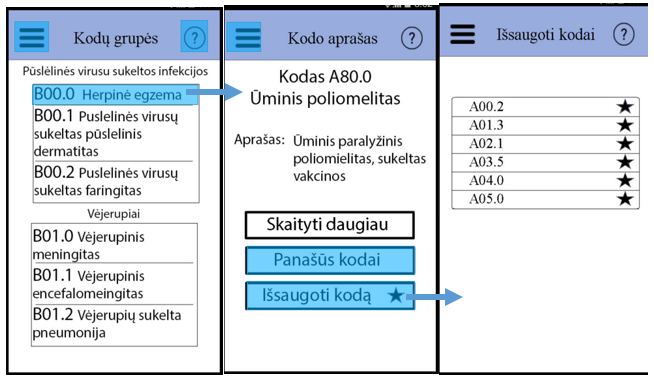 Kodų grupės
?
Pūslėlinės virusu sukeltos infekcijos
B00.0 Herpinė egzema
B00.1 Puslelinės virusų
sukeltas pūslelinis
dermatitas
B00.2 Puslelinės virusų
sukeltas faringitas
Vėjerupiai
B01.0 Vėjerupinis
meningitas
B01.1 Vėjerupinis
encefalomeingitas
B01.2 Vėjerupių sukelta
pneumonija
Kodo aprašas
?
Kodas A80.0
Ūminis poliomelitas
Aprašas: Ūminis paralyžinis
poliomielitas, sukeltas
vakcinos
Skaityti daugiau
Panašūs kodai
Išsaugoti kodą ★
Išsaugoti kodai
?
A00.2 ★
A01.3 ★
A02.1 ★
A03.5 ★
A04.0 ★
A05.0 ★